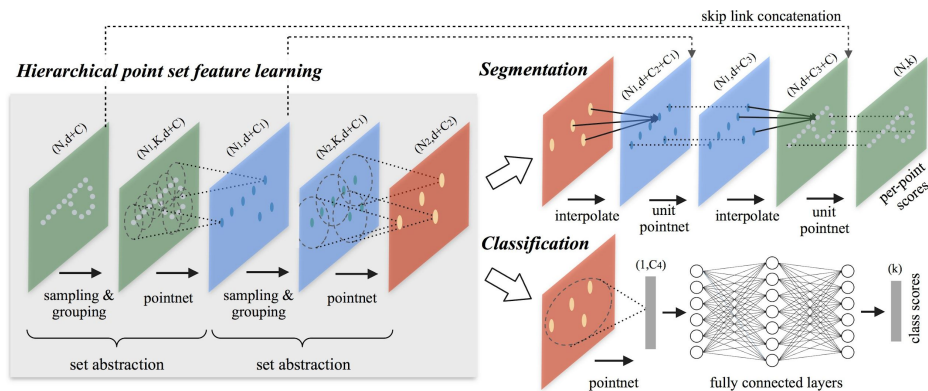 skip link concatenation
Hierarchical point set feature learning
(N,d+C)
(N1,K,d+C)
(N1,d+C1)
(N2,K,d+C1)
(N2,d+C2)
sampling &
grouping
pointnet
sampling &
grouping
pointnet
set abstraction
set abstraction
Segmentation
(N1,d+C2+C1)
(N1,d+C3)
(N,d+C3+C)
(N,k)
interpolate
unit
pointnet
interpolate
unit
pointnet
per-point
scores
Classification
(1,C4)
(k)
pointnet
fully connected layers
class scores